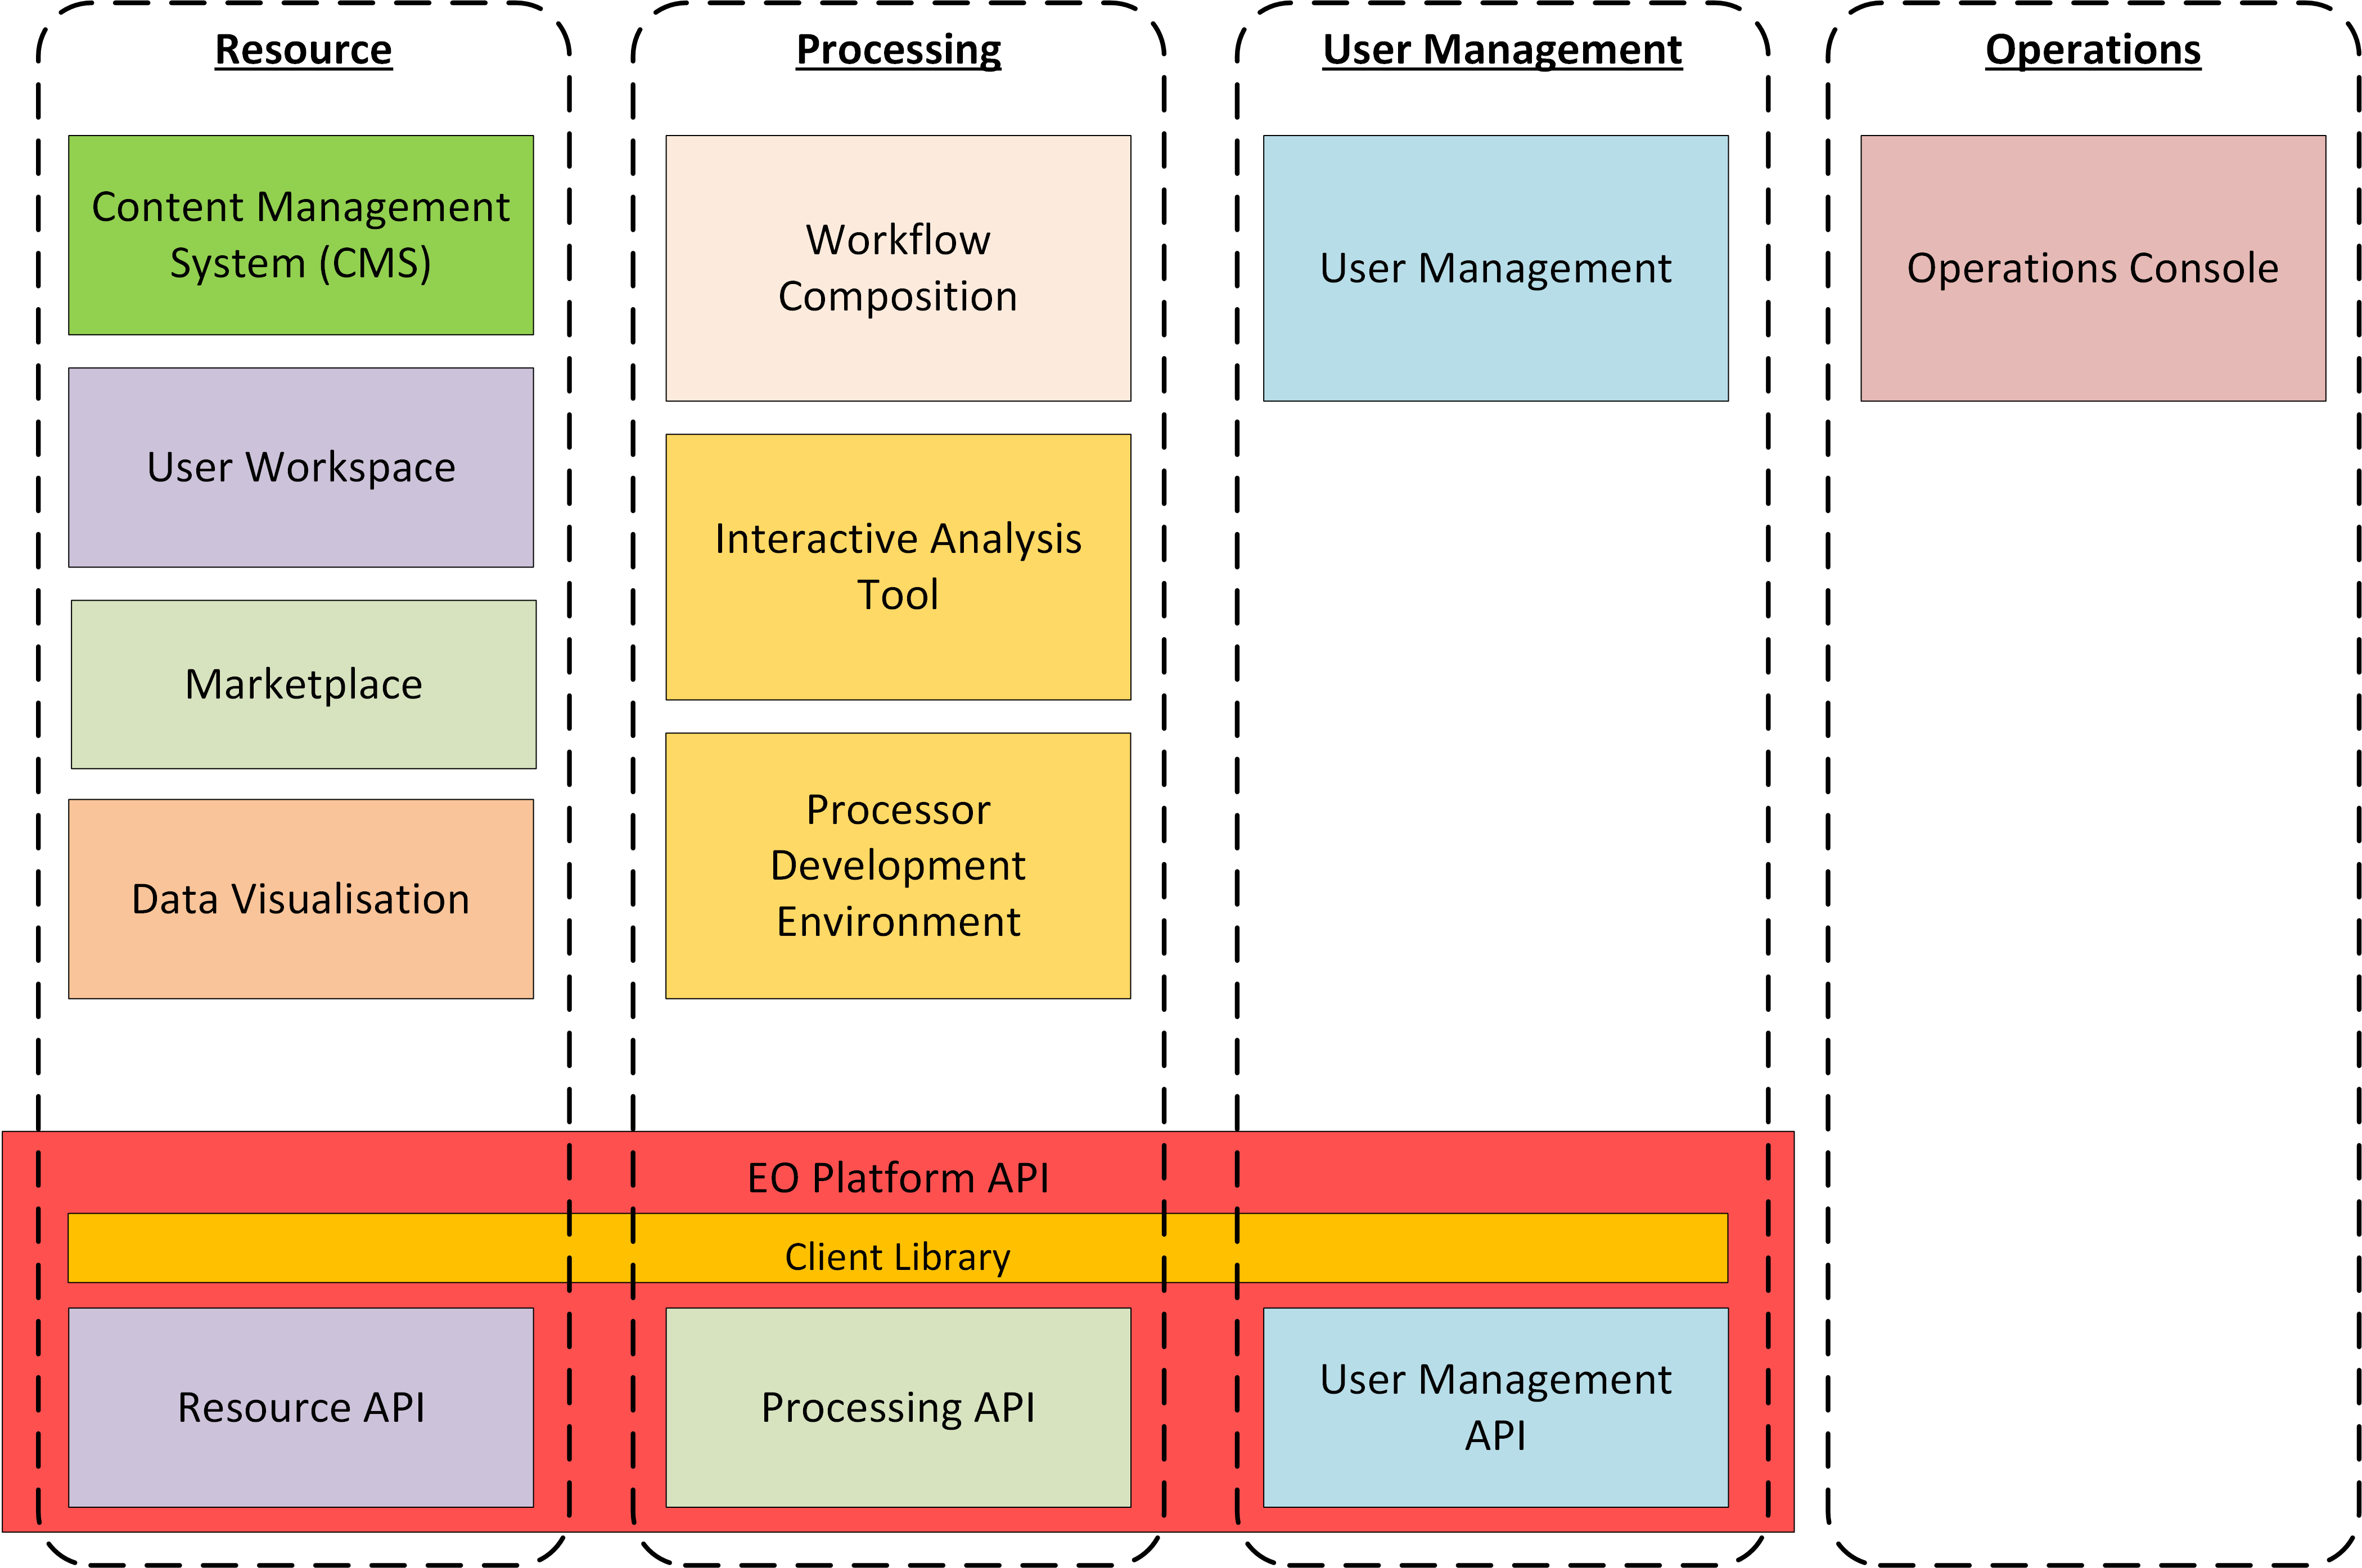 Resource
Content Management
System (CMS)
User Workspace
Marketplace
Data Visualisation
Processing
Workflow
Composition
Interactive Analysis
Tool
Processor
Development
Environment
User Management
User Management
Operations
Operations Console
EO Platform API
Client Library
Resource API
Processing API
User Management
API